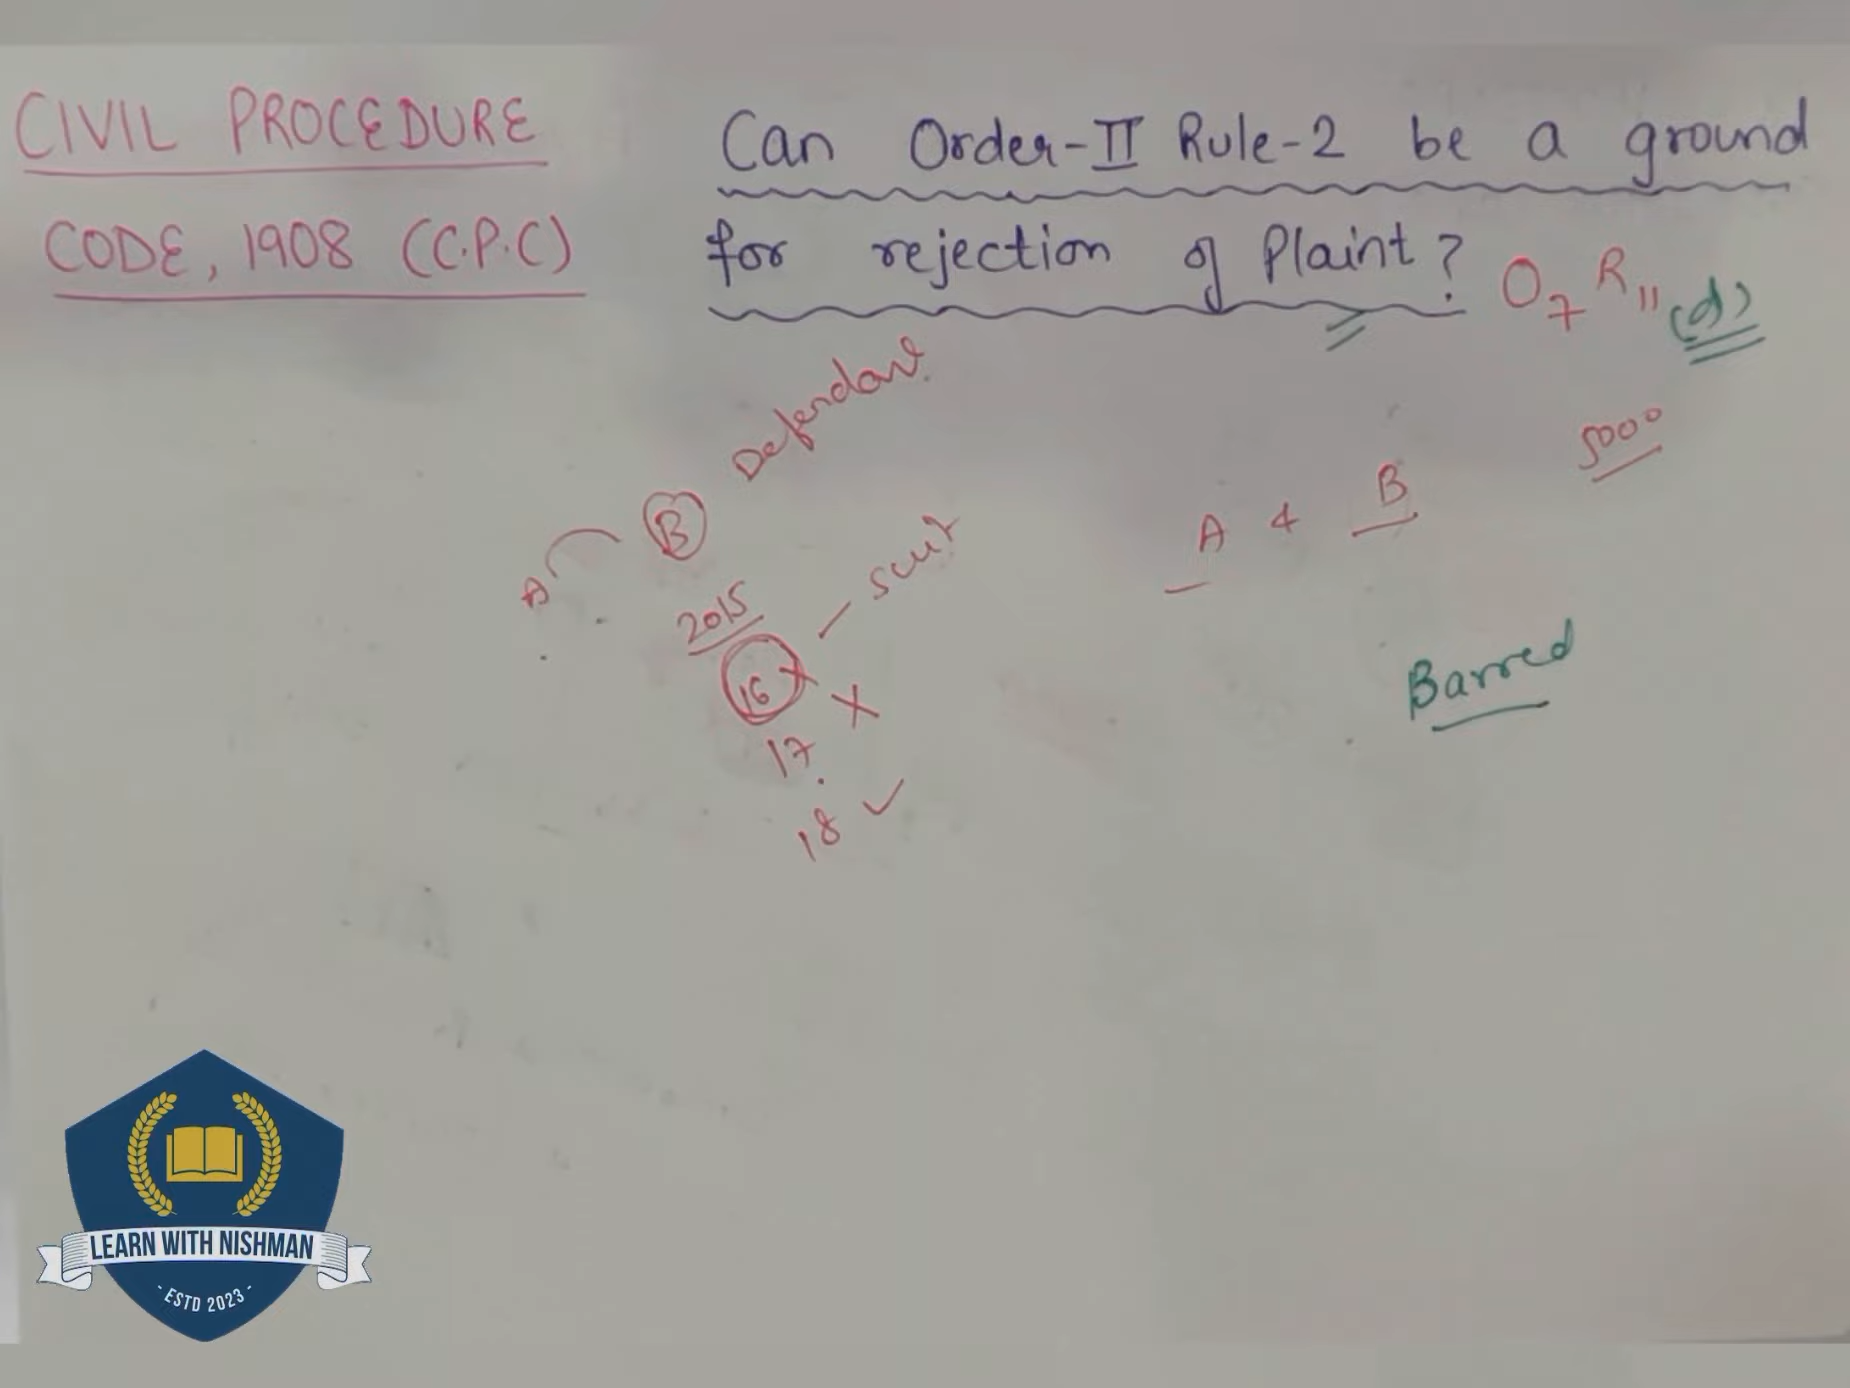 CIVIL PROCEDURE
CODE, 1908 (C.P.C)
Can Order-II Rule-2 be a ground
for rejection of Plaint?
O7 R11 (d)
Defendant
5000
A B
A & B
2015
suit
16 X
X
17
18 ✓
Barred
LEARN WITH NISHMAN
· ESTD 2023 ·